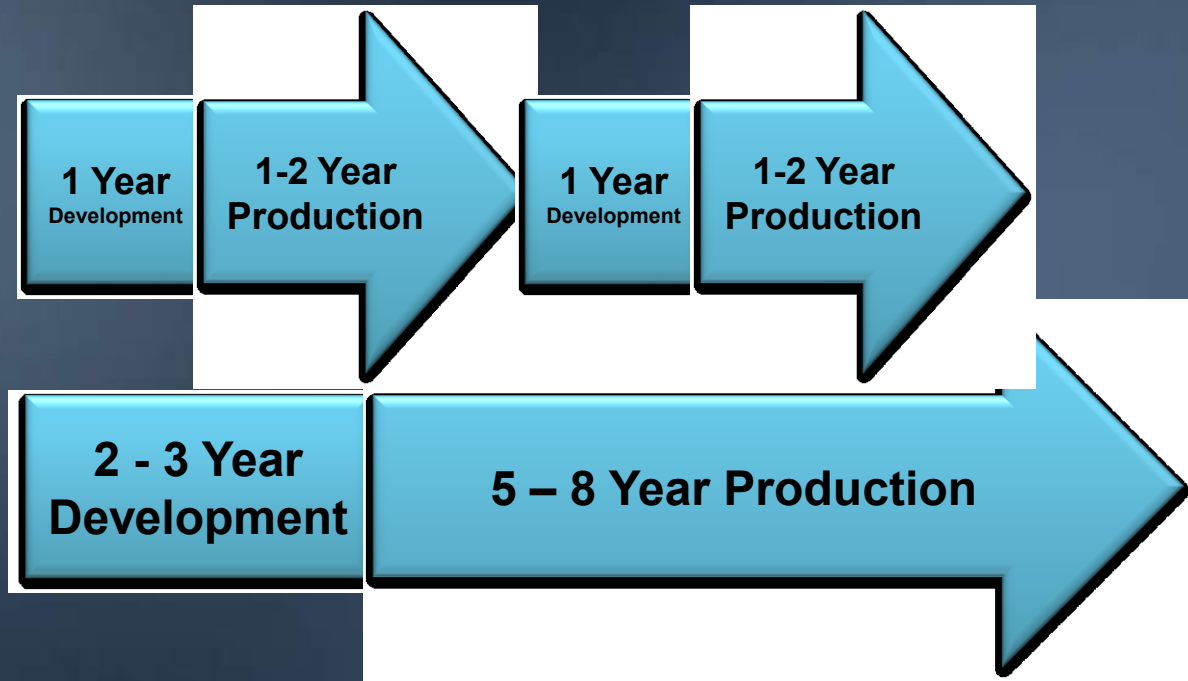 1 Year
Development
1-2 Year
Production
1 Year
Development
1-2 Year
Production
2 - 3 Year
Development
5 – 8 Year Production